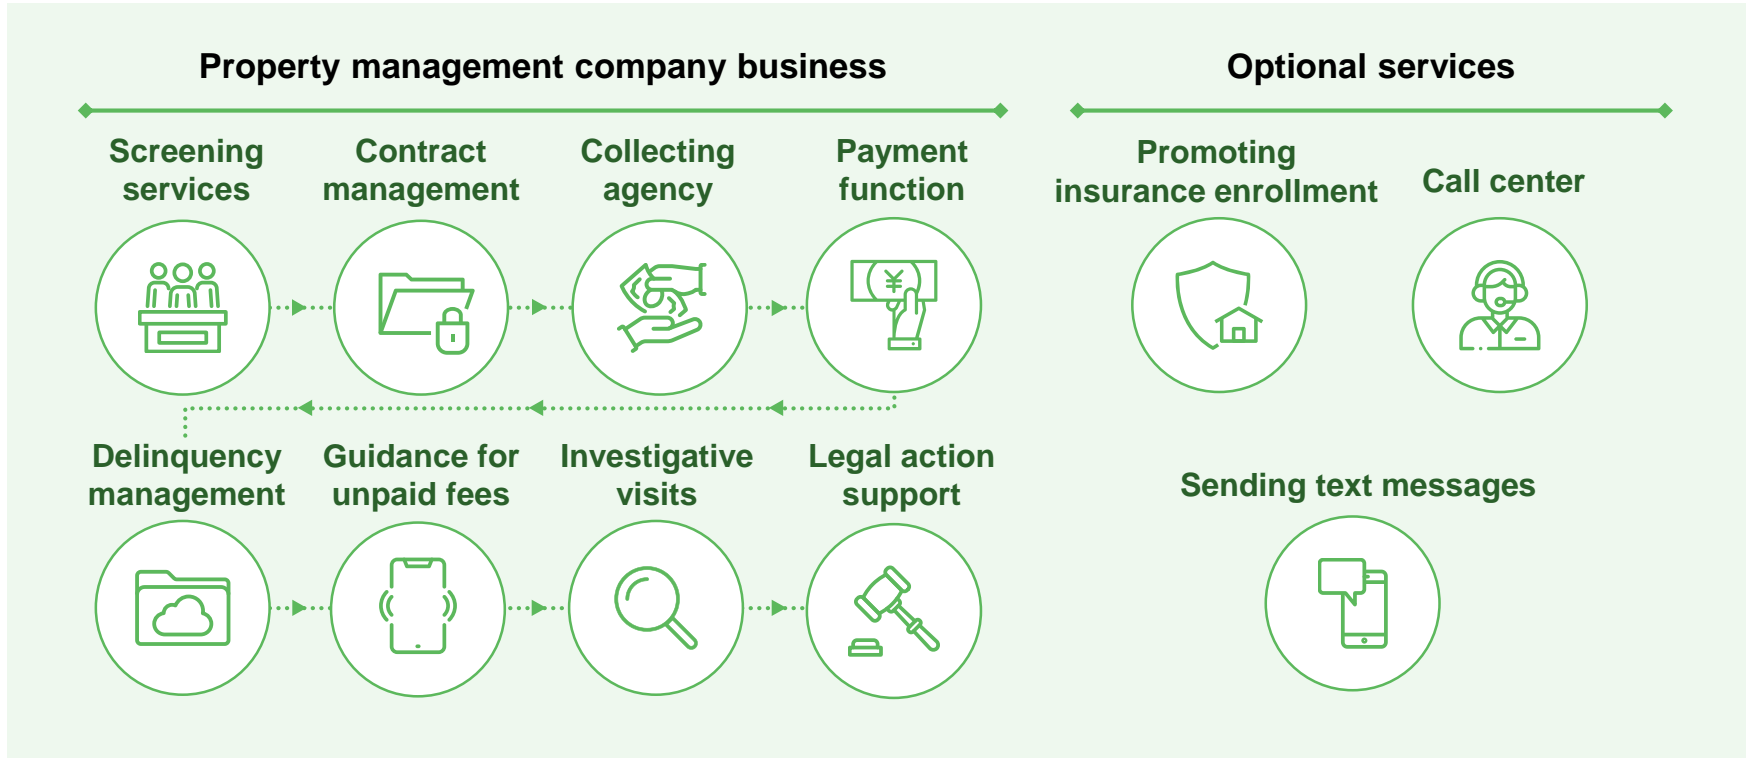 Property management company business
Optional services
Screening
services
Contract
management
Collecting
agency
Payment
function
Promoting
insurance enrollment
Call center
¥
Delinquency
management
Guidance for
unpaid fees
Investigative
visits
Legal action
support
Sending text messages